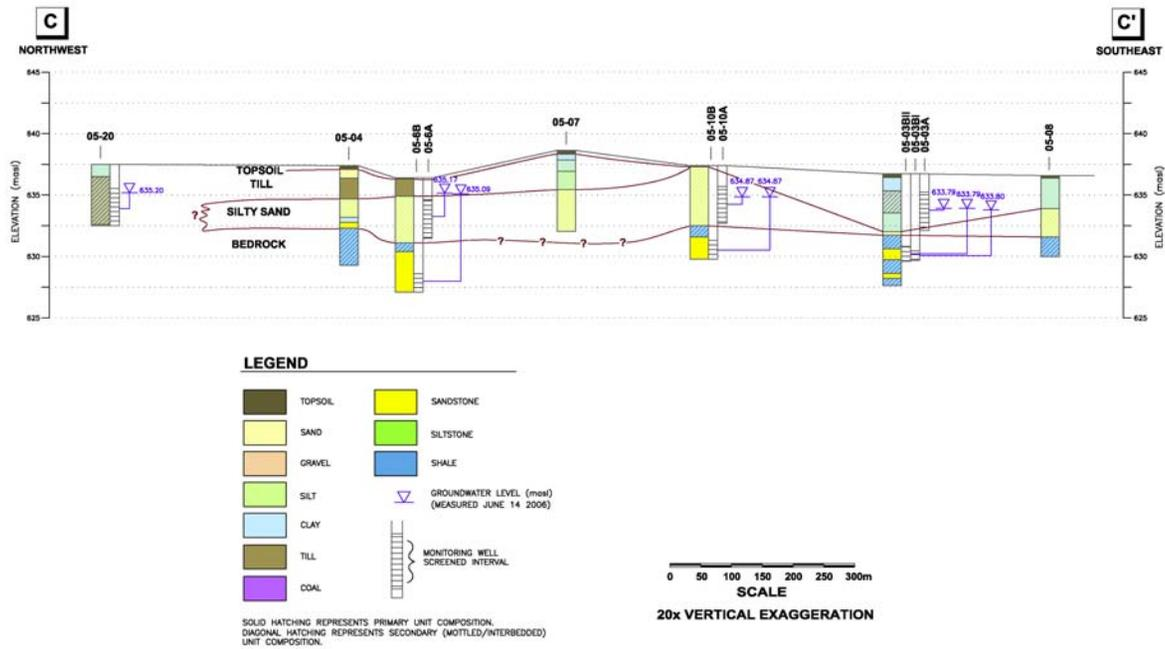 C
NORTHWEST
C'
SOUTHEAST
645
645
640
640
635
635
630
630
625
625
ELEVATION (masl)
ELEVATION (masl)
05-20
05-04
05-6B
05-6A
05-07
05-10B
05-10A
05-03BII
05-03BI
05-03A
05-08
TOPSOIL
TILL
SILTY SAND
BEDROCK
?
?
?
?
?
635.20
635.17
635.09
634.87
634.87
633.79
633.79
633.80
LEGEND
TOPSOIL
SAND
GRAVEL
SILT
CLAY
TILL
COAL
SANDSTONE
SILTSTONE
SHALE
GROUNDWATER LEVEL (masl)
(MEASURED JUNE 14 2006)
MONITORING WELL
SCREENED INTERVAL
SOLID HATCHING REPRESENTS PRIMARY UNIT COMPOSITION.
DIAGONAL HATCHING REPRESENTS SECONDARY (MOTTLED/INTERBEDDED)
UNIT COMPOSITION.
0 50 100 150 200 250 300m
SCALE
20x VERTICAL EXAGGERATION